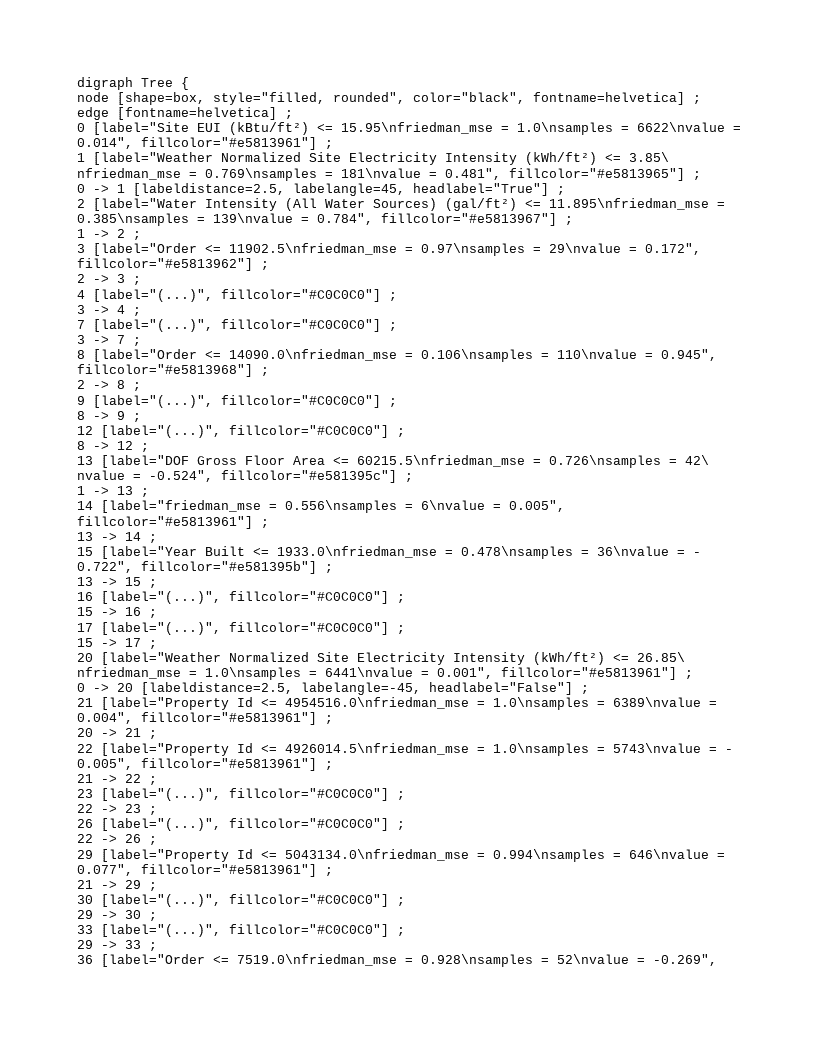 digraph Tree {
node [shape=box, style="filled, rounded", color="black", fontname=helvetica] ;
edge [fontname=helvetica] ;
0 [label="Site EUI (kBtu/ft²) <= 15.95\nfriedman_mse = 1.0\nsamples = 6622\nvalue =
0.014", fillcolor="#e5813961"] ;
1 [label="Weather Normalized Site Electricity Intensity (kWh/ft²) <= 3.85\
nfriedman_mse = 0.769\nsamples = 181\nvalue = 0.481", fillcolor="#e5813965"] ;
0 -> 1 [labeldistance=2.5, labelangle=45, headlabel="True"] ;
2 [label="Water Intensity (All Water Sources) (gal/ft²) <= 11.895\nfriedman_mse =
0.385\nsamples = 139\nvalue = 0.784", fillcolor="#e5813967"] ;
1 -> 2 ;
3 [label="Order <= 11902.5\nfriedman_mse = 0.97\nsamples = 29\nvalue = 0.172",
fillcolor="#e5813962"] ;
2 -> 3 ;
4 [label="(...)", fillcolor="#C0C0C0"] ;
3 -> 4 ;
7 [label="(...)", fillcolor="#C0C0C0"] ;
3 -> 7 ;
8 [label="Order <= 14090.0\nfriedman_mse = 0.106\nsamples = 110\nvalue = 0.945",
fillcolor="#e5813968"] ;
2 -> 8 ;
9 [label="(...)", fillcolor="#C0C0C0"] ;
8 -> 9 ;
12 [label="(...)", fillcolor="#C0C0C0"] ;
8 -> 12 ;
13 [label="DOF Gross Floor Area <= 60215.5\nfriedman_mse = 0.726\nsamples = 42\
nvalue = -0.524", fillcolor="#e581395c"] ;
1 -> 13 ;
14 [label="friedman_mse = 0.556\nsamples = 6\nvalue = 0.005",
fillcolor="#e5813961"] ;
13 -> 14 ;
15 [label="Year Built <= 1933.0\nfriedman_mse = 0.478\nsamples = 36\nvalue = -
0.722", fillcolor="#e581395b"] ;
13 -> 15 ;
16 [label="(...)", fillcolor="#C0C0C0"] ;
15 -> 16 ;
17 [label="(...)", fillcolor="#C0C0C0"] ;
15 -> 17 ;
20 [label="Weather Normalized Site Electricity Intensity (kWh/ft²) <= 26.85\
nfriedman_mse = 1.0\nsamples = 6441\nvalue = 0.001", fillcolor="#e5813961"] ;
0 -> 20 [labeldistance=2.5, labelangle=-45, headlabel="False"] ;
21 [label="Property Id <= 4954516.0\nfriedman_mse = 1.0\nsamples = 6389\nvalue =
0.004", fillcolor="#e5813961"] ;
20 -> 21 ;
22 [label="Property Id <= 4926014.5\nfriedman_mse = 1.0\nsamples = 5743\nvalue = -
0.005", fillcolor="#e5813961"] ;
21 -> 22 ;
23 [label="(...)", fillcolor="#C0C0C0"] ;
22 -> 23 ;
26 [label="(...)", fillcolor="#C0C0C0"] ;
22 -> 26 ;
29 [label="Property Id <= 5043134.0\nfriedman_mse = 0.994\nsamples = 646\nvalue =
0.077", fillcolor="#e5813961"] ;
21 -> 29 ;
30 [label="(...)", fillcolor="#C0C0C0"] ;
29 -> 30 ;
33 [label="(...)", fillcolor="#C0C0C0"] ;
29 -> 33 ;
36 [label="Order <= 7519.0\nfriedman_mse = 0.928\nsamples = 52\nvalue = -0.269",